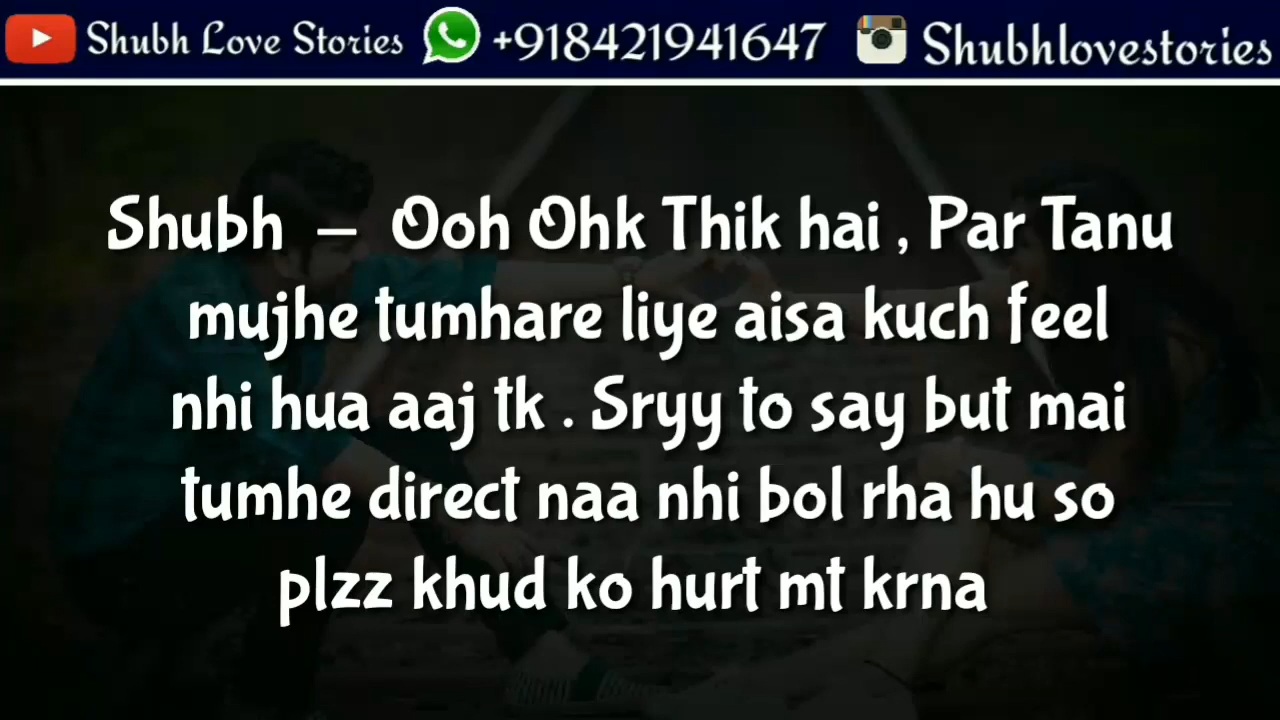 Shubh Love Stories +918421941647 Shubhlovestories
Shubh - Ooh Ohk Thik hai , Par Tanu
mujhe tumhare liye aisa kuch feel
nhi hua aaj tk . Sryy to say but mai
tumhe direct naa nhi bol rha hu so
plzz khud ko hurt mt krna